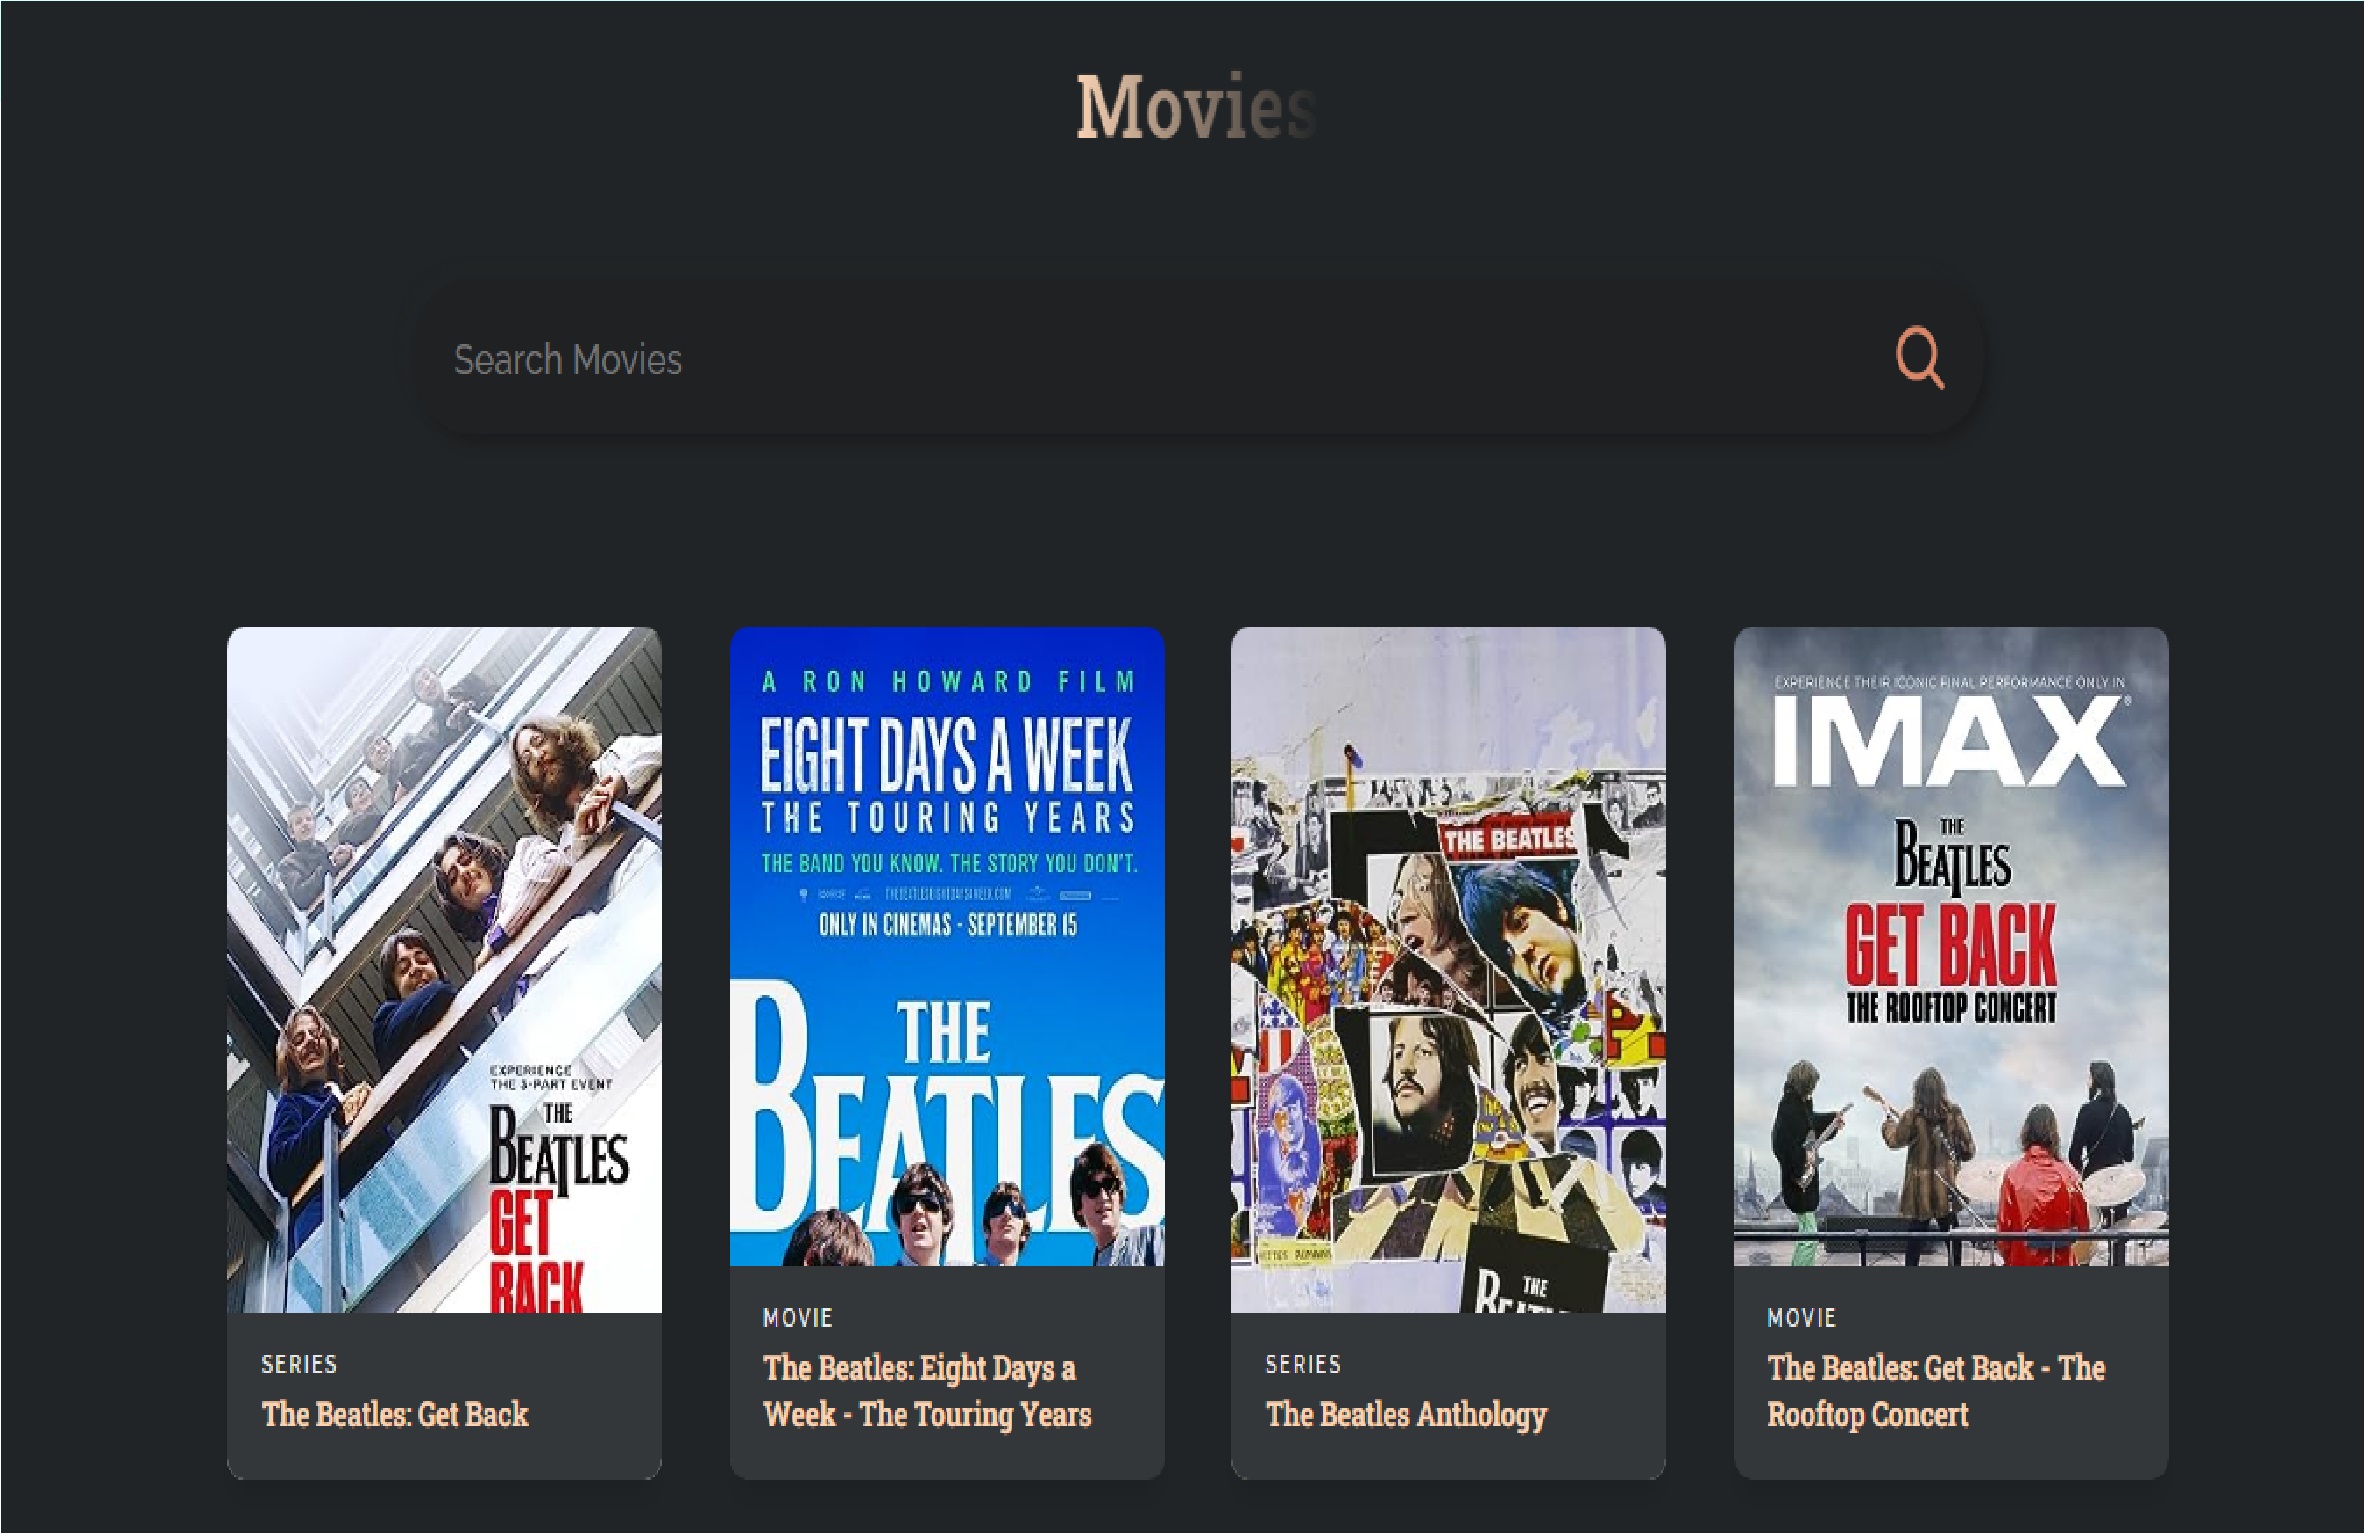 Movies
Search Movies
EXPERIENCE
THE 3-PART EVENT
THE
BEATLES
GET
BACK
SERIES
The Beatles: Get Back
A RON HOWARD FILM
EIGHT DAYS A WEEK
THE TOURING YEARS
THE BAND YOU KNOW. THE STORY YOU DON'T.
ONLY IN CINEMAS - SEPTEMBER 15
THE
BEATLES
MOVIE
The Beatles: Eight Days a
Week - The Touring Years
THE BEATLES
THE
SERIES
The Beatles Anthology
EXPERIENCE THEIR ICONIC FINAL PERFORMANCE ONLY IN
IMAX
THE
BEATLES
GET BACK
THE ROOFTOP CONCERT
MOVIE
The Beatles: Get Back - The
Rooftop Concert